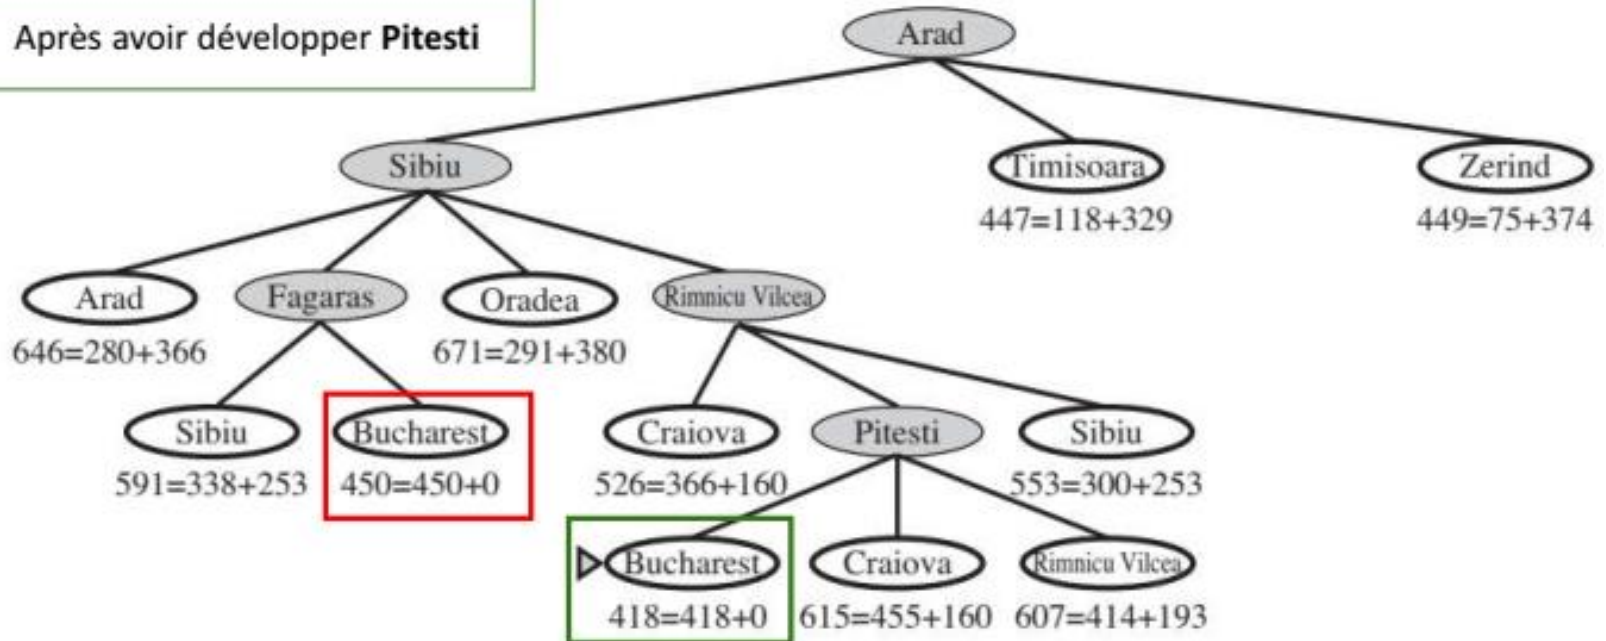 Après avoir développer Pitesti
Arad
Sibiu
Timisoara
Zerind
447=118+329
449=75+374
Arad
Fagaras
Oradea
Rimnicu Vilcea
646=280+366
671=291+380
Sibiu
Bucharest
Craiova
Pitesti
Sibiu
591=338+253
450=450+0
526=366+160
553=300+253
Bucharest
Craiova
Rimnicu Vilcea
418=418+0
615=455+160
607=414+193